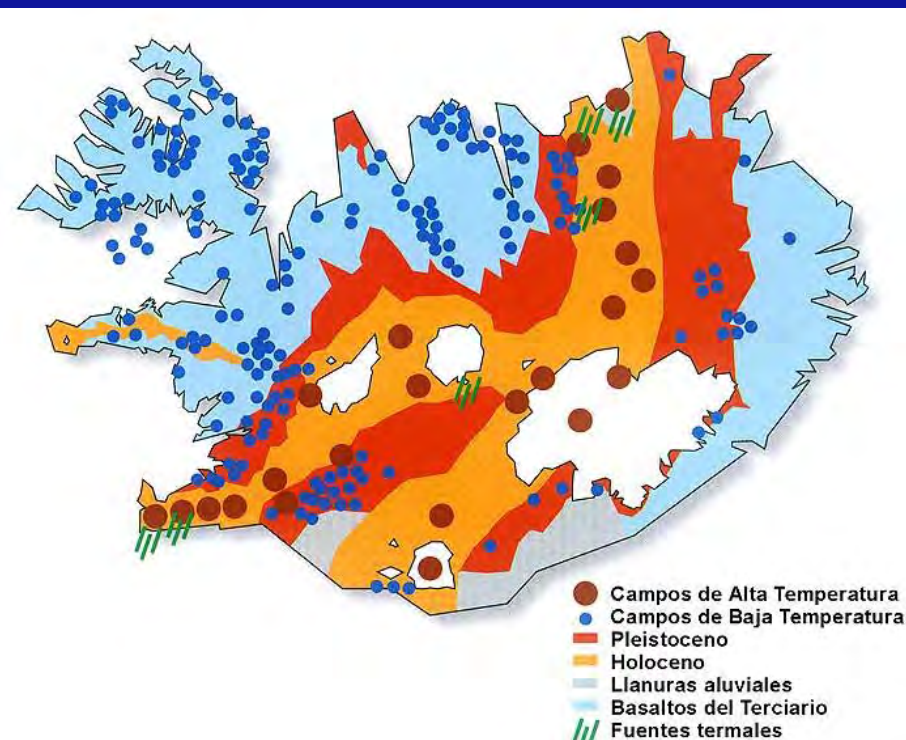 Campos de Alta Temperatura
Campos de Baja Temperatura
Pleistoceno
Holoceno
Llanuras aluviales
Basaltos del Terciario
Fuentes termales